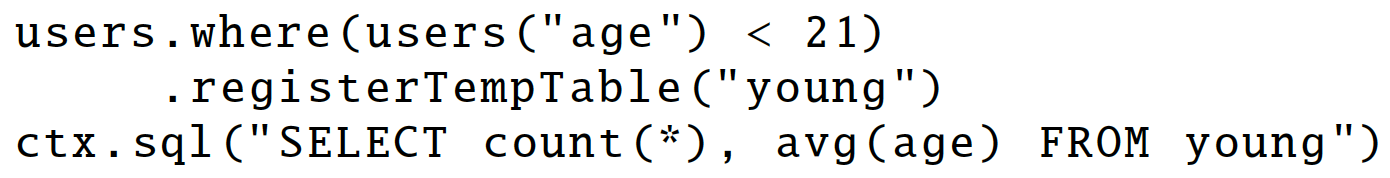 users.where(users("age") < 21)
.registerTempTable("young")
ctx.sql("SELECT count(*), avg(age) FROM young")